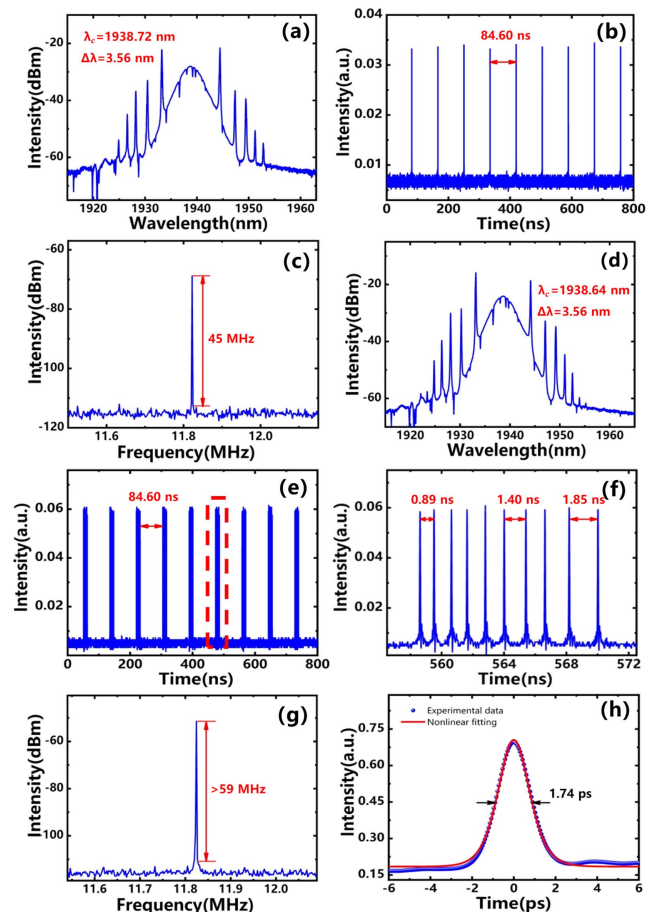 (a)
λc=1938.72 nm
Δλ=3.56 nm
Intensity(dBm)
-20
-40
-60
1920 1930 1940 1950 1960
Wavelength(nm)
(b)
84.60 ns
Intensity(a.u.)
0.04
0.03
0.02
0.01
0 200 400 600 800
Time(ns)
(c)
45 MHz
Intensity(dBm)
-60
-80
-100
-120
11.6 11.8 12.0
Frequency(MHz)
(d)
λc=1938.64 nm
Δλ=3.56 nm
Intensity(dBm)
-20
-40
-60
1920 1930 1940 1950 1960
Wavelength(nm)
(e)
84.60 ns
Intensity(a.u.)
0.06
0.04
0.02
0 200 400 600 800
Time(ns)
(f)
0.89 ns 1.40 ns 1.85 ns
Intensity(a.u.)
0.06
0.04
0.02
560 564 568 572
Time(ns)
(g)
>59 MHz
Intensity(dBm)
-60
-80
100
11.6 11.7 11.8 11.9 12.0
Frequency(MHz)
(h)
Experimental data
Nonlinear fitting
1.74 ps
Intensity(a.u.)
0.75
0.60
0.45
0.30
0.15
-6 -4 -2 0 2 4 6
Time(ps)